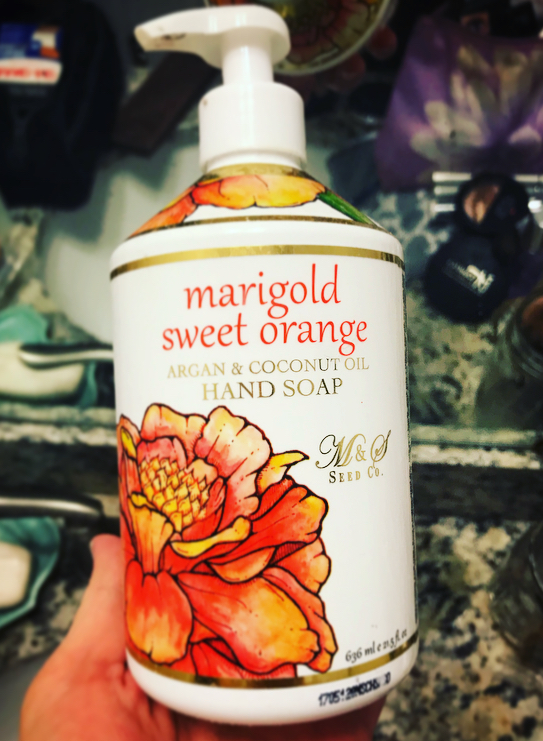 marigold
sweet orange
ARGAN & COCONUT OIL
HAND SOAP
M&S
SEED CO.
636 ml e 21.5 fl. oz